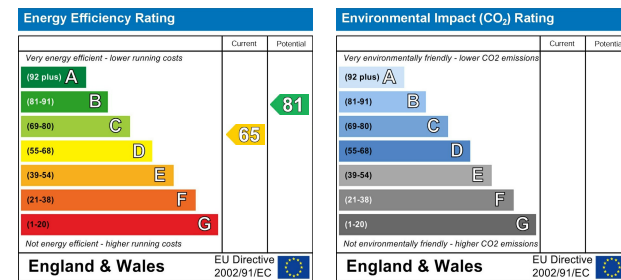 Energy Efficiency Rating
Current Potential
Very energy efficient - lower running costs
(92 plus) A
(81-91) B
(69-80) C
(55-68) D
(39-54) E
(21-38) F
(1-20) G
65
81
Not energy efficient - higher running costs
England & Wales
EU Directive
2002/91/EC
Environmental Impact (CO₂) Rating
Current Potential
Very environmentally friendly - lower CO2 emissions
(92 plus) A
(81-91) B
(69-80) C
(55-68) D
(39-54) E
(21-38) F
(1-20) G
Not environmentally friendly - higher CO2 emissions
England & Wales
EU Directive
2002/91/EC